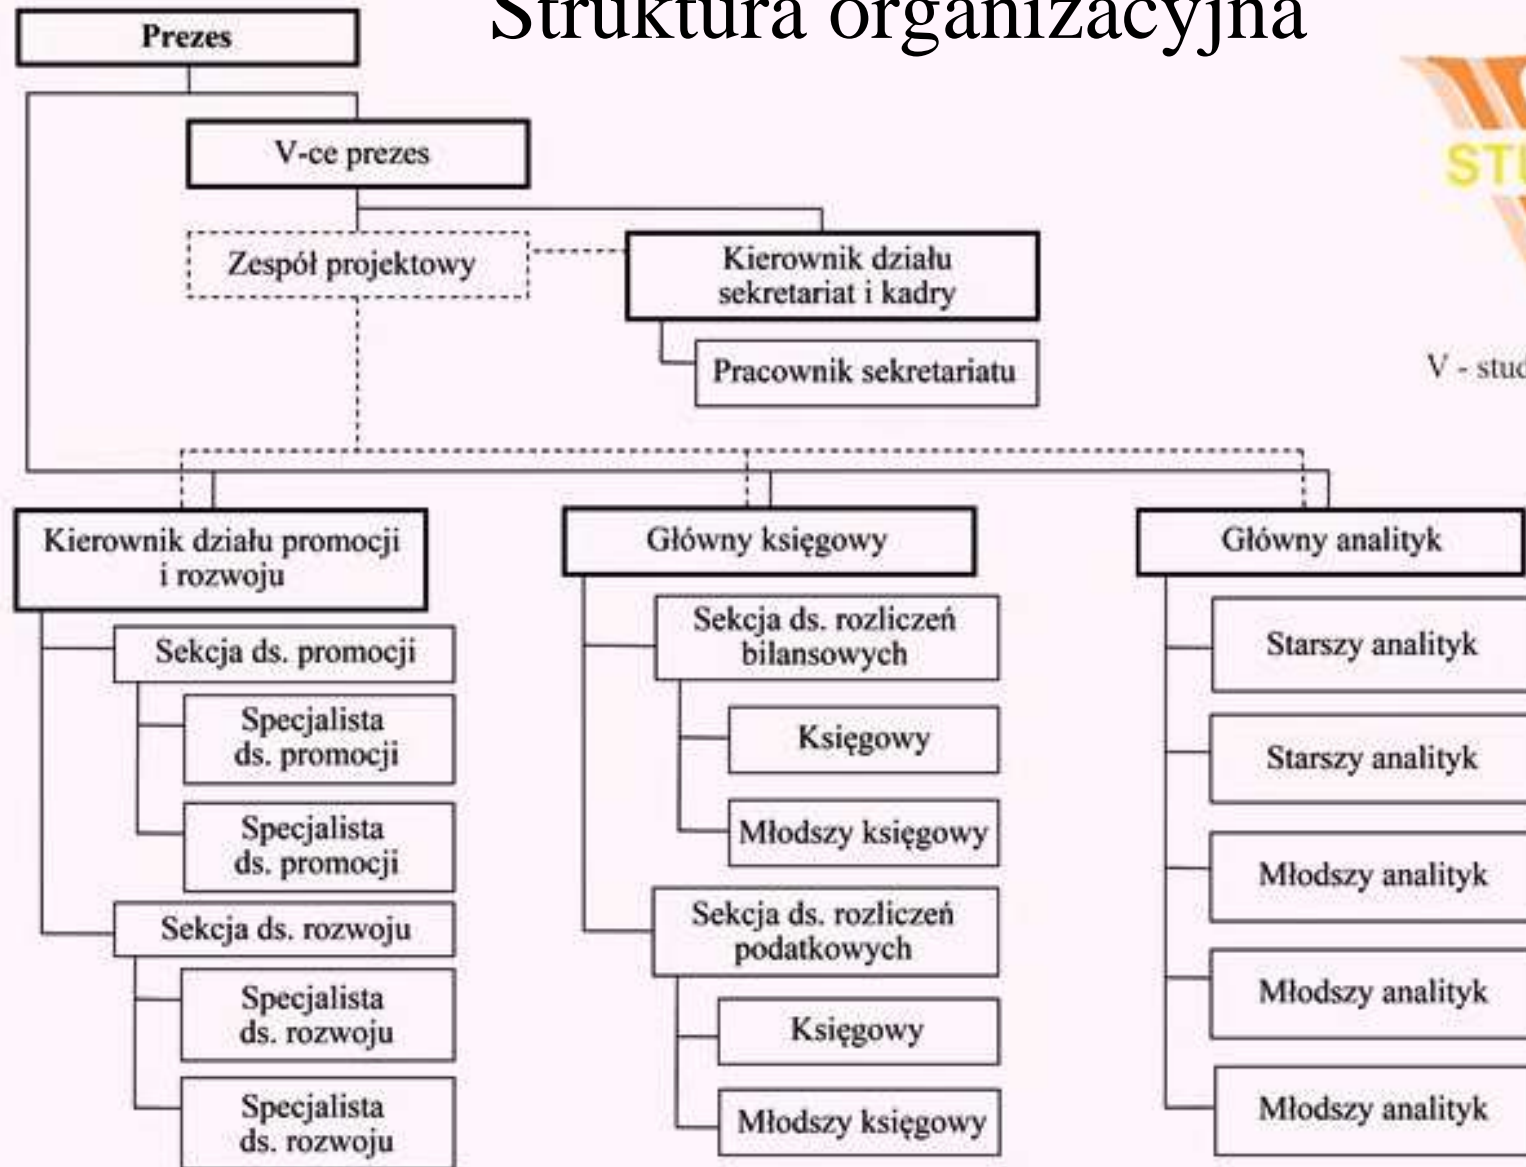 Struktura organizacyjna
Prezes
V-ce prezes
Zespół projektowy
Kierownik działu
sekretariat i kadry
Pracownik sekretariatu
V - stud
Kierownik działu promocji
i rozwoju
Sekcja ds. promocji
Specjalista
ds. promocji
Specjalista
ds. promocji
Sekcja ds. rozwoju
Specjalista
ds. rozwoju
Specjalista
ds. rozwoju
Główny księgowy
Sekcja ds. rozliczeń
bilansowych
Księgowy
Młodszy księgowy
Sekcja ds. rozliczeń
podatkowych
Księgowy
Młodszy księgowy
Główny analityk
Starszy analityk
Starszy analityk
Młodszy analityk
Młodszy analityk
Młodszy analityk